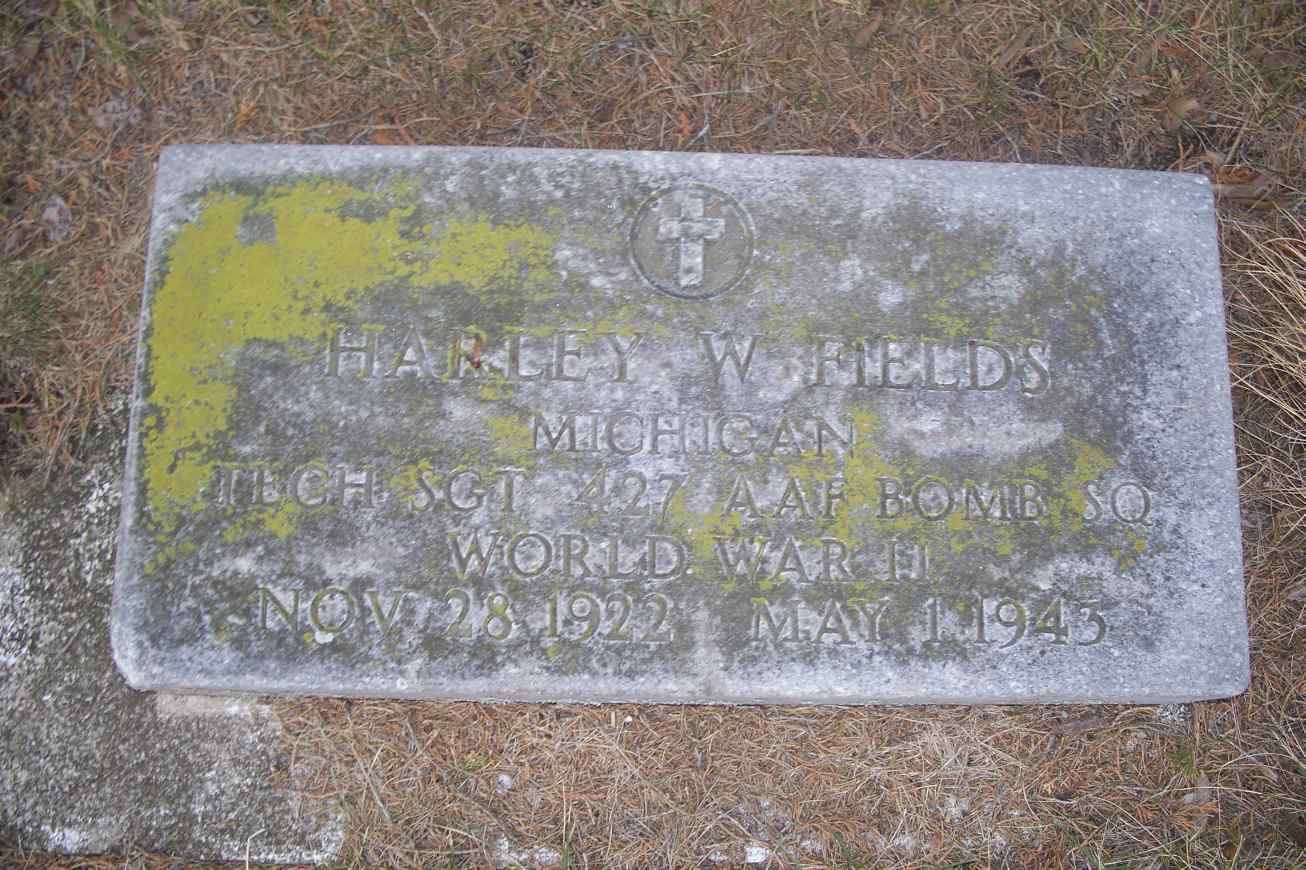 HARLEY W FIELDS
MICHIGAN
TECH SGT 427 AAF BOMB SQ
WORLD WAR II
NOV 28 1922 MAY 1 1943